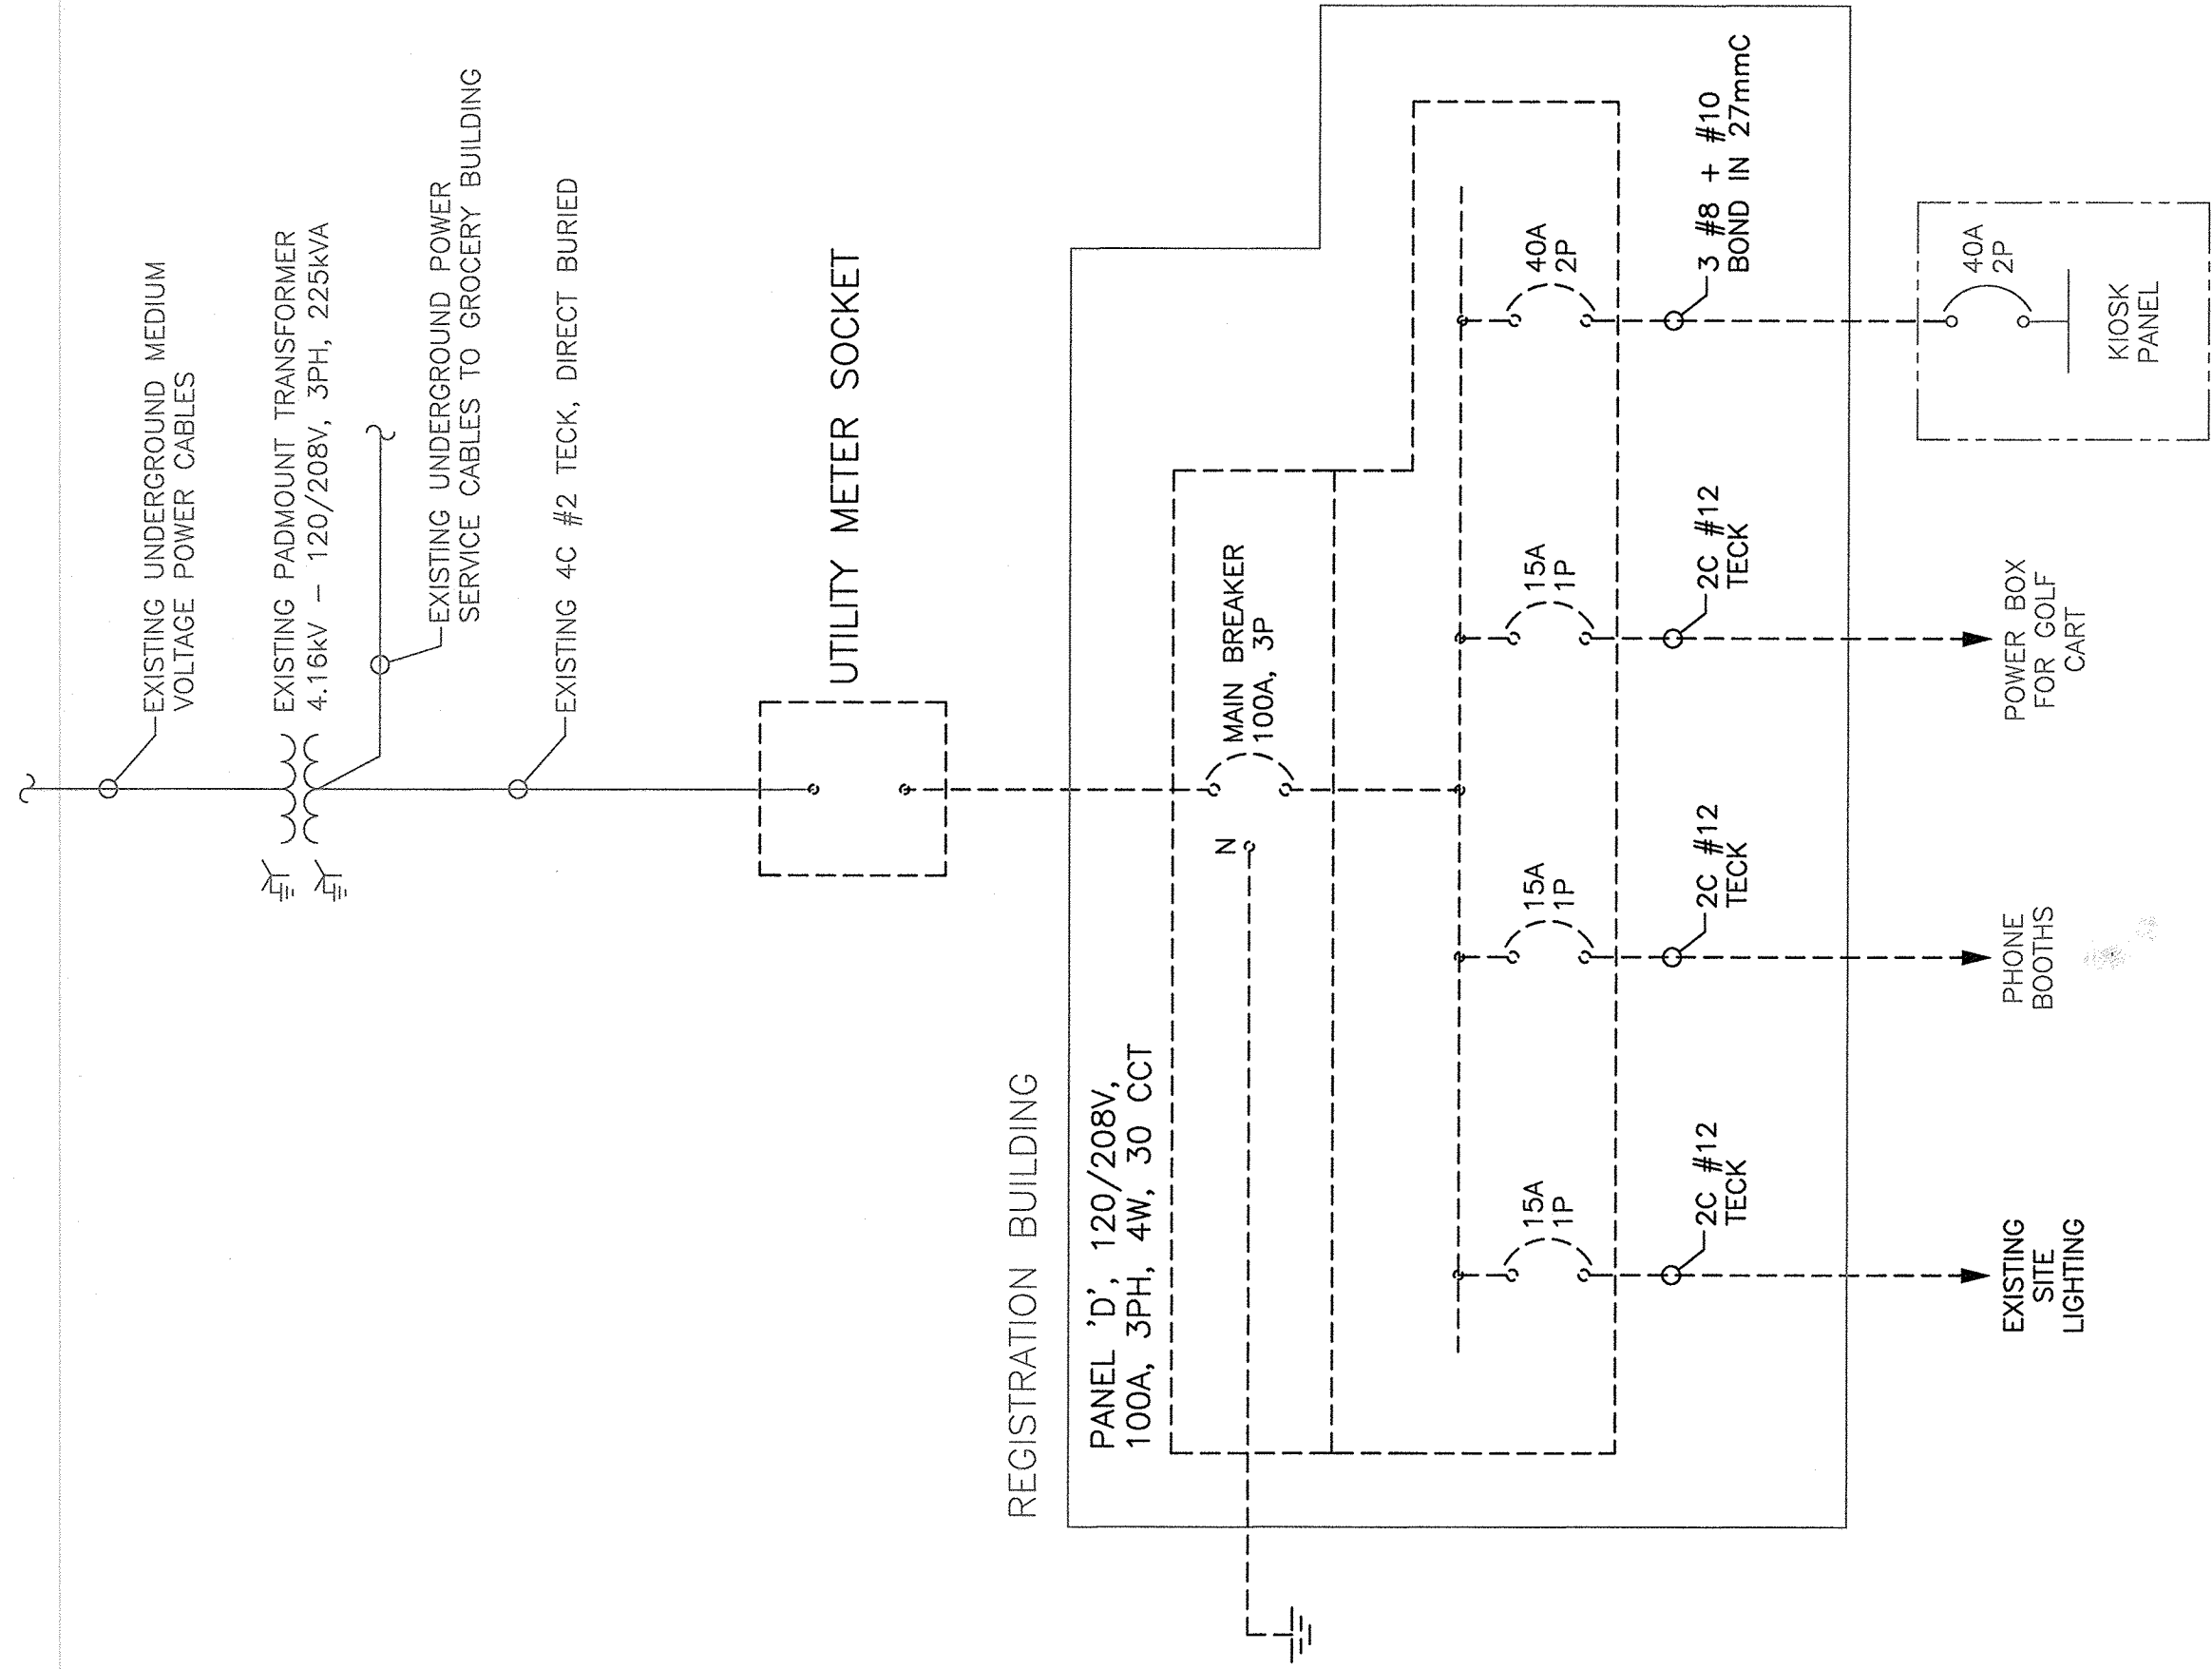 EXISTING UNDERGROUND MEDIUM
VOLTAGE POWER CABLES
EXISTING PADMOUNT TRANSFORMER
4.16kV – 120/208V, 3PH, 225kVA
EXISTING UNDERGROUND POWER
SERVICE CABLES TO GROCERY BUILDING
EXISTING 4C #2 TECK, DIRECT BURIED
UTILITY METER SOCKET
REGISTRATION BUILDING
PANEL 'D', 120/208V,
100A, 3PH, 4W, 30 CCT
N
MAIN BREAKER
100A, 3P
15A
1P
15A
1P
15A
1P
40A
2P
2C #12
TECK
2C #12
TECK
2C #12
TECK
3 #8 + #10
BOND IN 27mmC
EXISTING
SITE
LIGHTING
PHONE
BOOTHS
POWER BOX
FOR GOLF
CART
40A
2P
KIOSK
PANEL